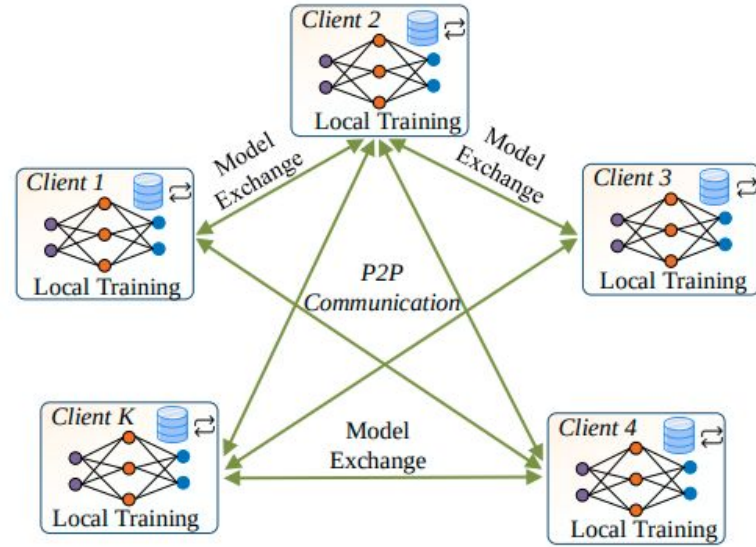 Client 2
Local Training
Model
Exchange
Model
Exchange
Client 1
Local Training
Client 3
Local Training
P2P
Communication
Client K
Local Training
Model
Exchange
Client 4
Local Training